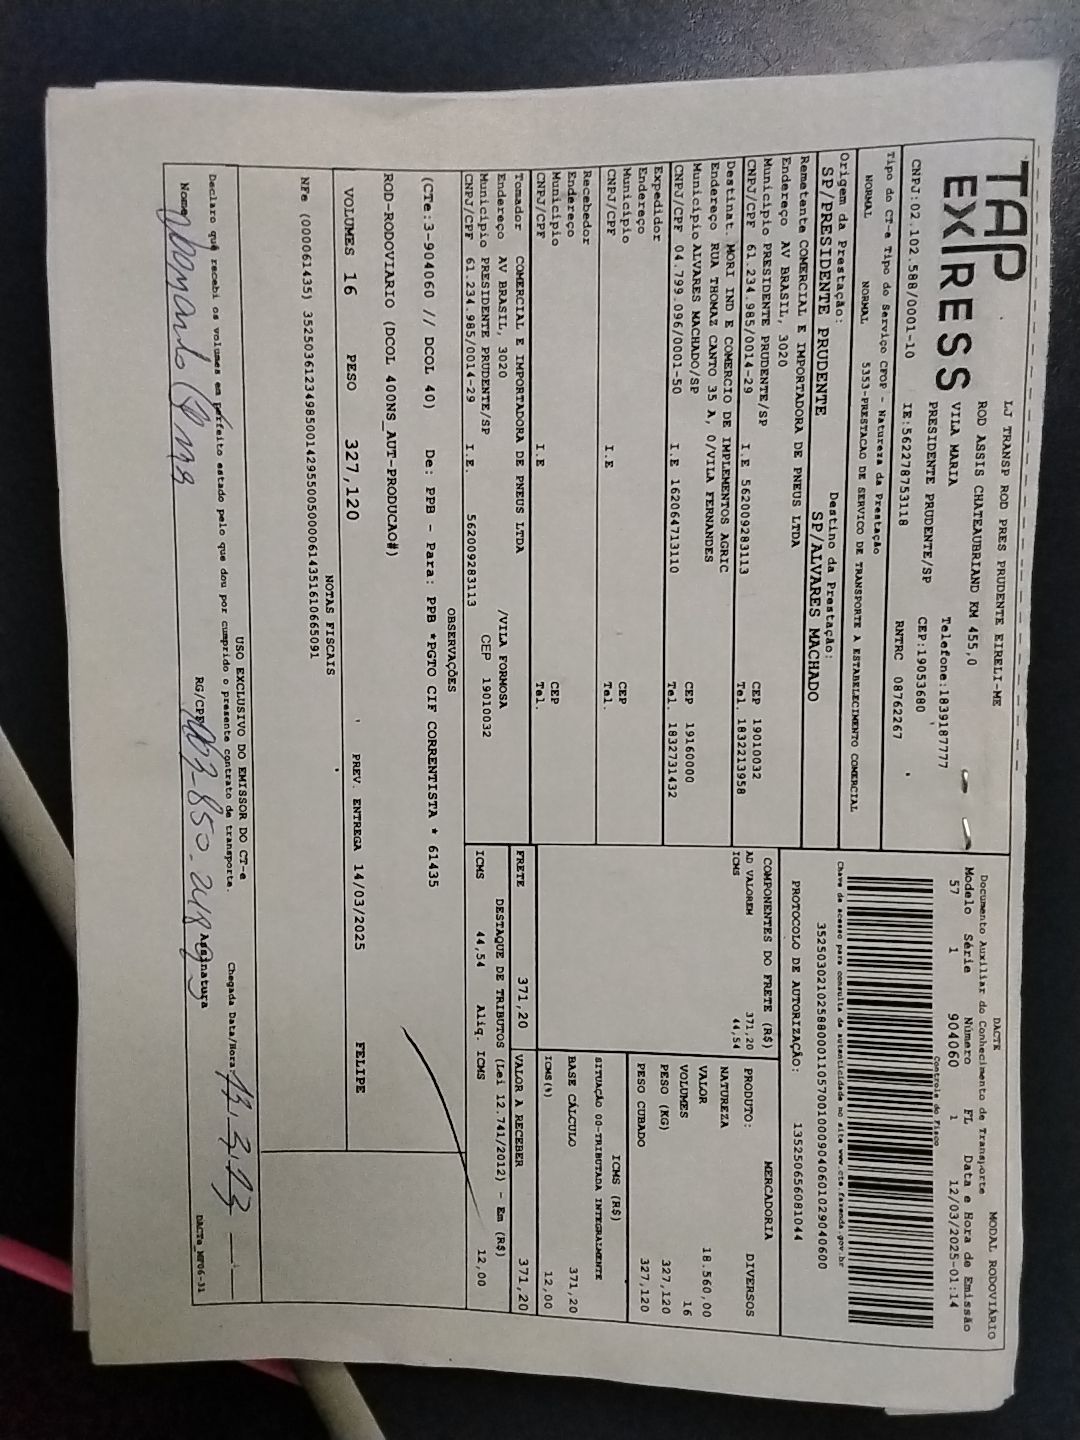 TAP
EXPRESS
LJ TRANSP ROD PRES PRUDENTE EIRELI-ME
ROD ASSIS CHATEAUBRIAND KM 455,0
VILA MARIA Telefone:1839187777
PRESIDENTE PRUDENTE/SP CEP:19053680
CNPJ:02.102.588/0001-10 IE:562278753118 RNTRC 08762267
Tipo do CT-e Tipo do Serviço CFOP - Natureza da Prestação
NORMAL NORMAL 5353-PRESTACAO DE SERVICO DE TRANSPORTE A ESTABELECIMENTO COMERCIAL
Origem da Prestação: Destino da Prestação:
SP/PRESIDENTE PRUDENTE SP/ALVARES MACHADO
Remetente COMERCIAL E IMPORTADORA DE PNEUS LTDA
Endereço AV BRASIL, 3020
Município PRESIDENTE PRUDENTE/SP CEP 19010032
CNPJ/CPF 61.234.985/0014-29 I.E 562009283113 Tel. 1832213958
Destinat. MORI IND E COMERCIO DE IMPLEMENTOS AGRIC
Endereço RUA THOMAZ CANTO 35 A, 0/VILA FERNANDES
Município ALVARES MACHADO/SP CEP 19160000
CNPJ/CPF 04.799.096/0001-50 I.E 162064713110 Tel. 1832731432
Expedidor
Endereço
Município CEP
CNPJ/CPF I.E Tel.
Recebedor
Endereço
Município CEP
CNPJ/CPF I.E Tel.
Tomador COMERCIAL E IMPORTADORA DE PNEUS LTDA
Endereço AV BRASIL, 3020 /VILA FORMOSA
Município PRESIDENTE PRUDENTE/SP CEP 19010032
CNPJ/CPF 61.234.985/0014-29 I.E. 562009283113
DACTE MODAL RODOVIÁRIO
Documento Auxiliar do Conhecimento de Transporte
Modelo Série Número FL Data e Hora de Emissão
57 1 904060 1 12/03/2025-01:14
Controle do Fisco
Chave de acesso para consulta de autenticidade no site www.cte.fazenda.gov.br
35250302102588000110570010009040601029040600
PROTOCOLO DE AUTORIZAÇÃO: 135250656081044
COMPONENTES DO FRETE (R$)
AD VALOREM 371,20
ICMS 44,54
MERCADORIA
PRODUTO: DIVERSOS
NATUREZA
VALOR 18.560,00
VOLUMES 16
PESO (KG) 327,120
PESO CUBADO 327,120
ICMS (R$)
SITUAÇÃO 00-TRIBUTADA INTEGRALMENTE
BASE CÁLCULO 371,20
ICMS(%) 12,00
FRETE 371,20 VALOR A RECEBER 371,20
DESTAQUE DE TRIBUTOS (Lei 12.741/2012) - Em (R$)
ICMS 44,54 Aliq. ICMS 12,00
OBSERVAÇÕES
(CTe:3-904060 // DCOL 40) De: PPB - Para: PPB *PGTO CIF CORRENTISTA * 61435
ROD-RODOVIARIO (DCOL 400NS_AUT-PRODUCAO#)
VOLUMES 16 PESO 327,120 PREV. ENTREGA 14/03/2025 FELIPE
NOTAS FISCAIS
NFe (000061435) 35250361234985001429550050000614351610665091
USO EXCLUSIVO DO EMISSOR DO CT-e
Declaro que recebi os volumes em perfeito estado pelo que dou por cumprido o presente contrato de transporte. Chegada Data/Hora
Nome RG/CPF Assinatura
DACTe_MP06-31